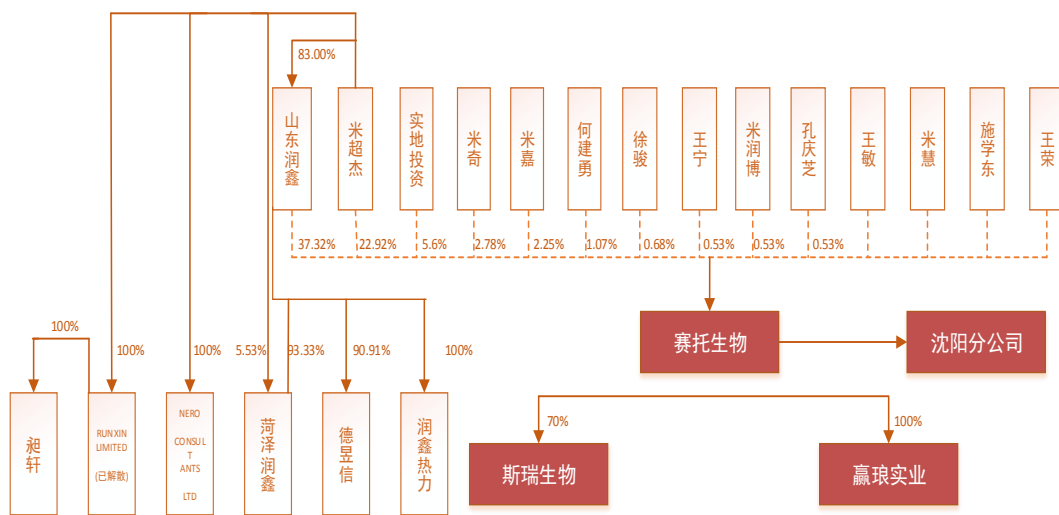 83.00%
山东润鑫
米超杰
实地投资
米奇
米嘉
何建勇
徐骏
王宁
米润博
孔庆芝
王敏
米慧
施学东
王荣
37.32%
22.92%
5.6%
2.78%
2.25%
1.07%
0.68%
0.53%
0.53%
0.53%
赛托生物
沈阳分公司
100%
100%
100%
5.53%
93.33%
90.91%
100%
昶轩
RUNXIN
LIMITED
(已解散)
NERO
CONSUL
T
ANTS
LTD
菏泽润鑫
德昱信
润鑫热力
70%
100%
斯瑞生物
赢琅实业